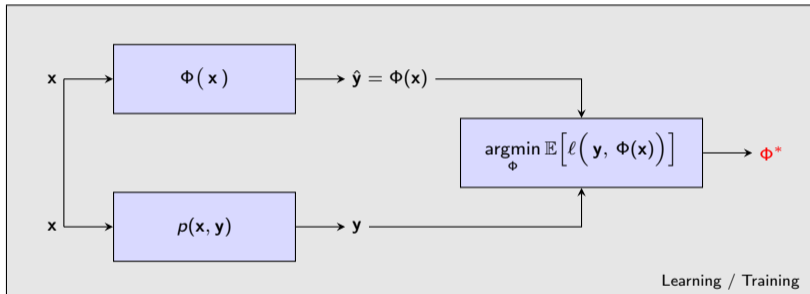 x Φ( x ) ŷ = Φ(x)
argmin 𝔼[ℓ( y, Φ(x))] Φ*
Φ
x p(x, y) y
Learning / Training